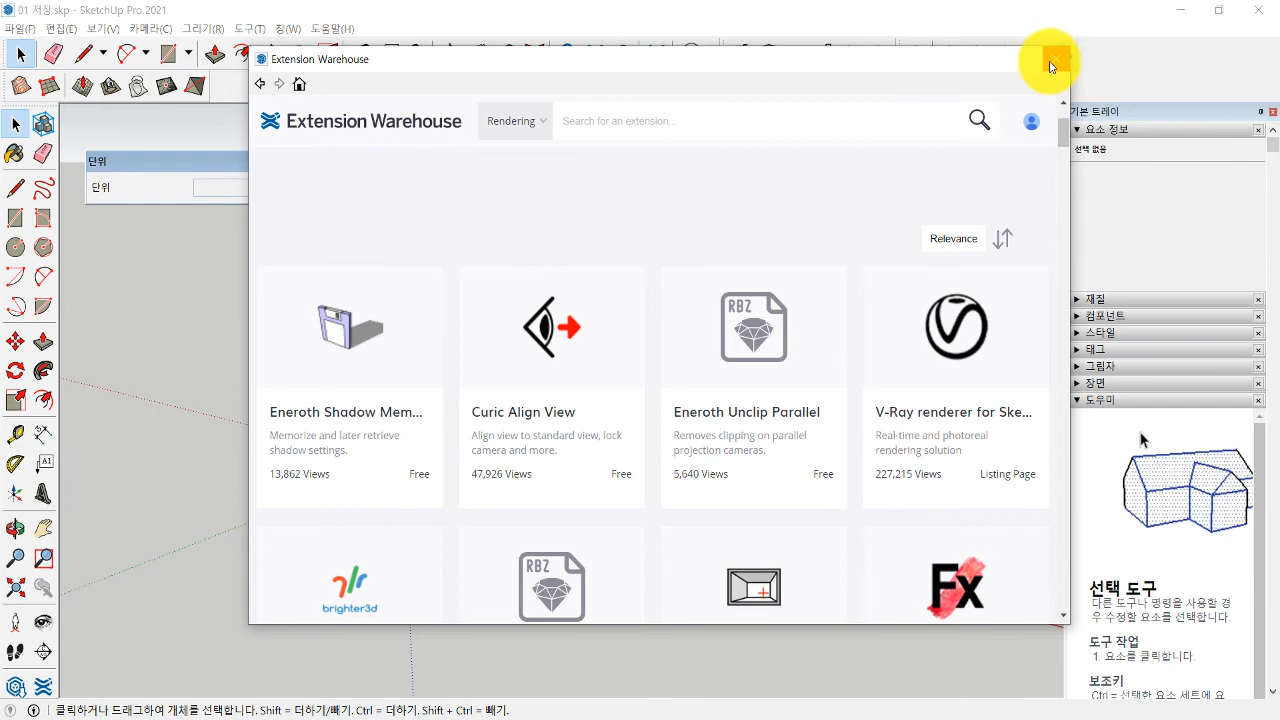 01 저장.skp - SketchUp Pro 2021
파일(F) 편집(E) 보기(V) 카메라(C) 그리기(R) 도구(T) 창(W) 도움말(H)
Extension Warehouse
Extension Warehouse
Rendering
Search for an extension...
기본 트레이
요소 정보
선택 없음
단위
단위
Relevance
RBZ
Eneroth Shadow Mem...
Memorize and later retrieve
shadow settings.
13,862 Views Free
Curic Align View
Align view to standard view, lock
camera and more.
47,926 Views Free
Eneroth Unclip Parallel
Removes clipping on parallel
projection cameras.
5,640 Views Free
V-Ray renderer for Ske...
Real-time and photoreal
rendering solution
227,215 Views Listing Page
brighter3d
RBZ
Fx
재질
컴포넌트
스타일
태그
그림자
장면
도우미
선택 도구
다른 도구나 명령을 사용할 경
우 수정할 요소를 선택합니다.
도구 작업
1. 요소를 클릭합니다.
보조키
Ctrl = 선택한 요소 세트에 요
클릭하거나 드래그하여 개체를 선택합니다. Shift = 더하기/빼기. Ctrl = 더하기. Shift + Ctrl = 빼기.